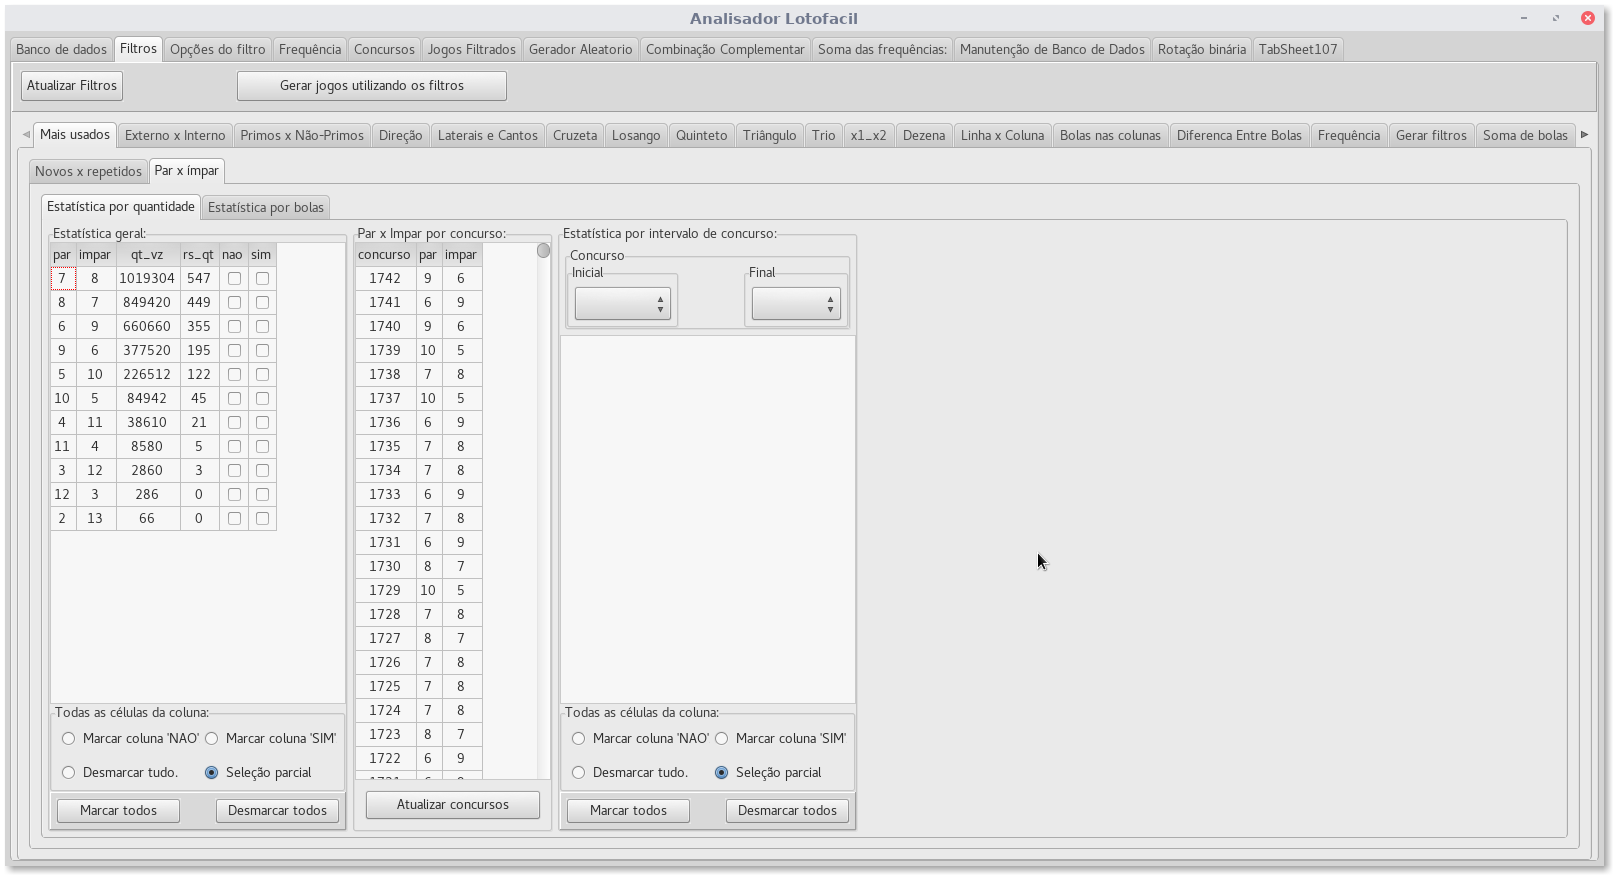 Analisador Lotofacil
Banco de dados Filtros Opções do filtro Frequência Concursos Jogos Filtrados Gerador Aleatorio Combinação Complementar Soma das frequências: Manutenção de Banco de Dados Rotação binária TabSheet107
Atualizar Filtros Gerar jogos utilizando os filtros
Mais usados Externo x Interno Primos x Não-Primos Direção Laterais e Cantos Cruzeta Losango Quinteto Triângulo Trio x1_x2 Dezena Linha x Coluna Bolas nas colunas Diferenca Entre Bolas Frequência Gerar filtros Soma de bolas
Novos x repetidos Par x ímpar
Estatística por quantidade Estatística por bolas
Estatística geral:
par impar qt_vz rs_qt nao sim
7 8 1019304 547
8 7 849420 449
6 9 660660 355
9 6 377520 195
5 10 226512 122
10 5 84942 45
4 11 38610 21
11 4 8580 5
3 12 2860 3
12 3 286 0
2 13 66 0
Todas as células da coluna:
Marcar coluna 'NAO' Marcar coluna 'SIM'
Desmarcar tudo. Seleção parcial
Marcar todos Desmarcar todos
Par x Impar por concurso:
concurso par impar
1742 9 6
1741 6 9
1740 9 6
1739 10 5
1738 7 8
1737 10 5
1736 6 9
1735 7 8
1734 7 8
1733 6 9
1732 7 8
1731 6 9
1730 8 7
1729 10 5
1728 7 8
1727 8 7
1726 7 8
1725 7 8
1724 7 8
1723 8 7
1722 6 9
Atualizar concursos
Estatística por intervalo de concurso:
Concurso
Inicial Final
Todas as células da coluna:
Marcar coluna 'NAO' Marcar coluna 'SIM'
Desmarcar tudo. Seleção parcial
Marcar todos Desmarcar todos